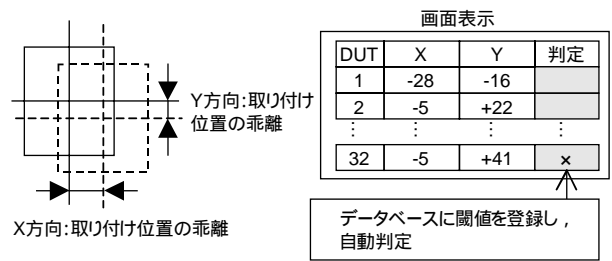 Y方向:取り付け
位置の乖離
X方向:取り付け位置の乖離
画面表示
DUT X Y 判定
1 -28 -16
2 -5 +22
⋮ ⋮ ⋮ ⋮
32 -5 +41 ×
データベースに閾値を登録し,
自動判定